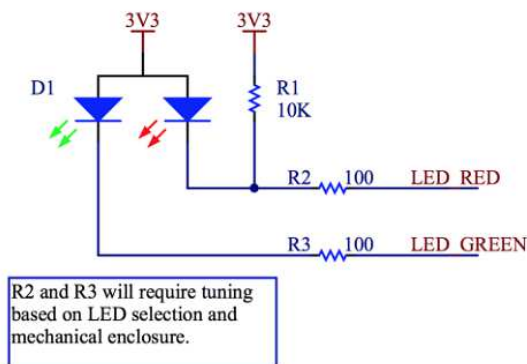 3V3 3V3
D1
R1
10K
R2 100 LED_RED
R3 100 LED_GREEN
R2 and R3 will require tuning
based on LED selection and
mechanical enclosure.